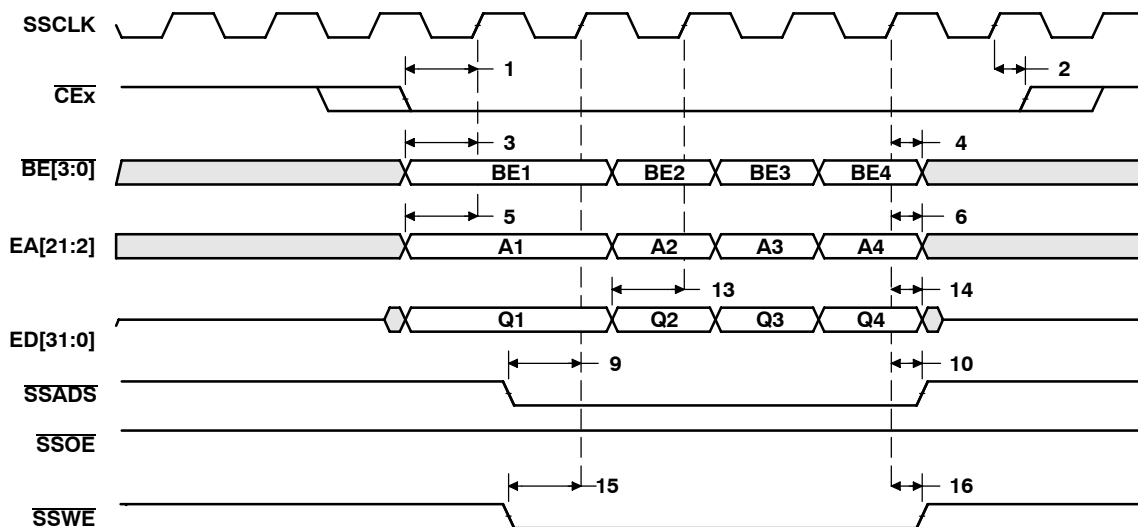 SSCLK
1 2
CEx
3 4
BE[3:0] BE1 BE2 BE3 BE4
5 6
EA[21:2] A1 A2 A3 A4
13 14
ED[31:0] Q1 Q2 Q3 Q4
9 10
SSADS
SSOE
15 16
SSWE